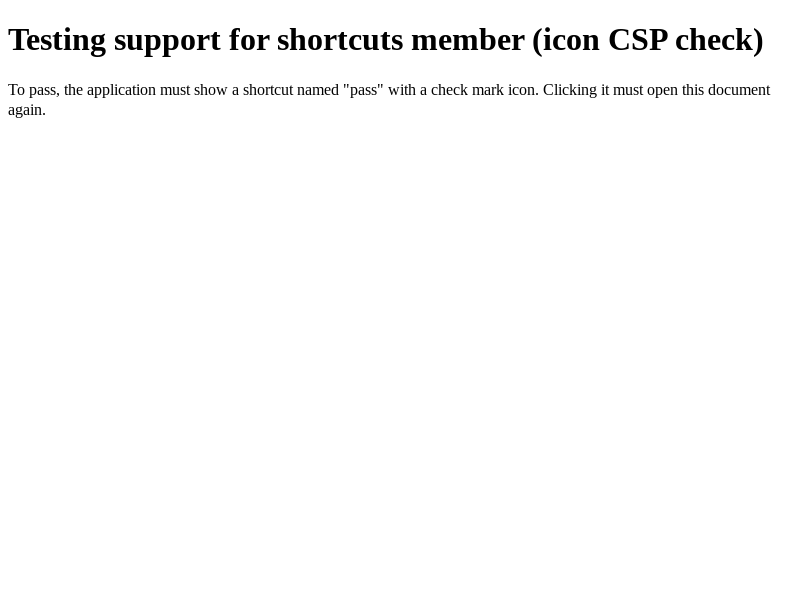 Testing support for shortcuts member (icon CSP check)
To pass, the application must show a shortcut named "pass" with a check mark icon. Clicking it must open this document
again.